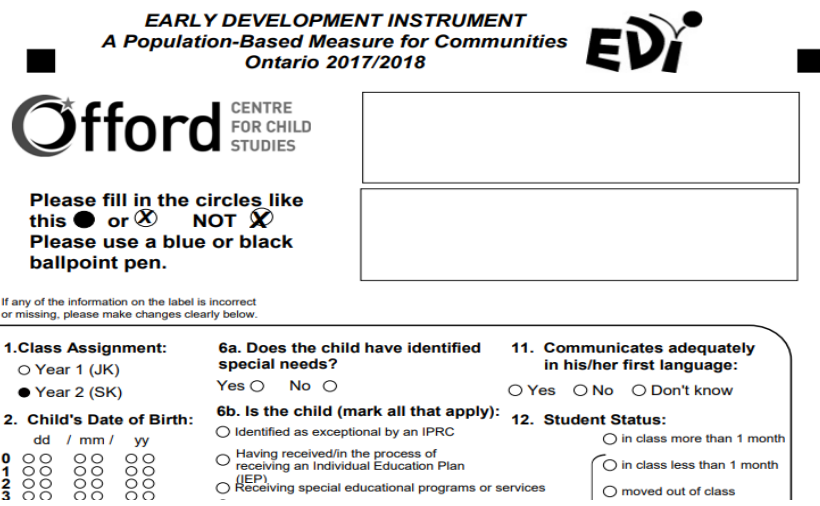 EARLY DEVELOPMENT INSTRUMENT
A Population-Based Measure for Communities
Ontario 2017/2018
EDI
Offord
CENTRE
FOR CHILD
STUDIES
Please fill in the circles like
this or X NOT X
Please use a blue or black
ballpoint pen.
If any of the information on the label is incorrect
or missing, please make changes clearly below.
1.Class Assignment:
Year 1 (JK)
Year 2 (SK)
2. Child's Date of Birth:
dd / mm / yy
0
1
2
3
6a. Does the child have identified
special needs?
Yes No
6b. Is the child (mark all that apply):
Identified as exceptional by an IPRC
Having received/in the process of
receiving an Individual Education Plan
(IEP)
Receiving special educational programs or services
11. Communicates adequately
in his/her first language:
Yes No Don't know
12. Student Status:
in class more than 1 month
in class less than 1 month
moved out of class